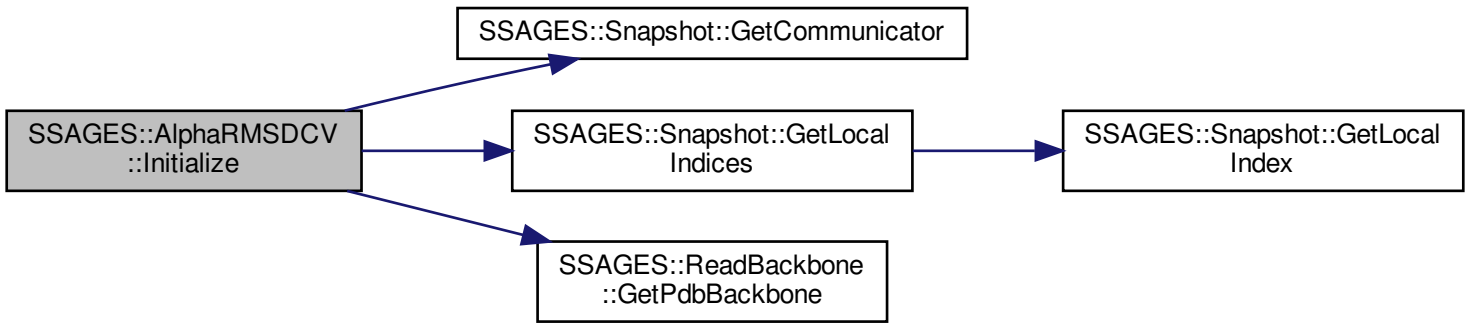 SSAGES::Snapshot::GetCommunicator
SSAGES::AlphaRMSDCV
::Initialize
SSAGES::Snapshot::GetLocal
Indices
SSAGES::Snapshot::GetLocal
Index
SSAGES::ReadBackbone
::GetPdbBackbone